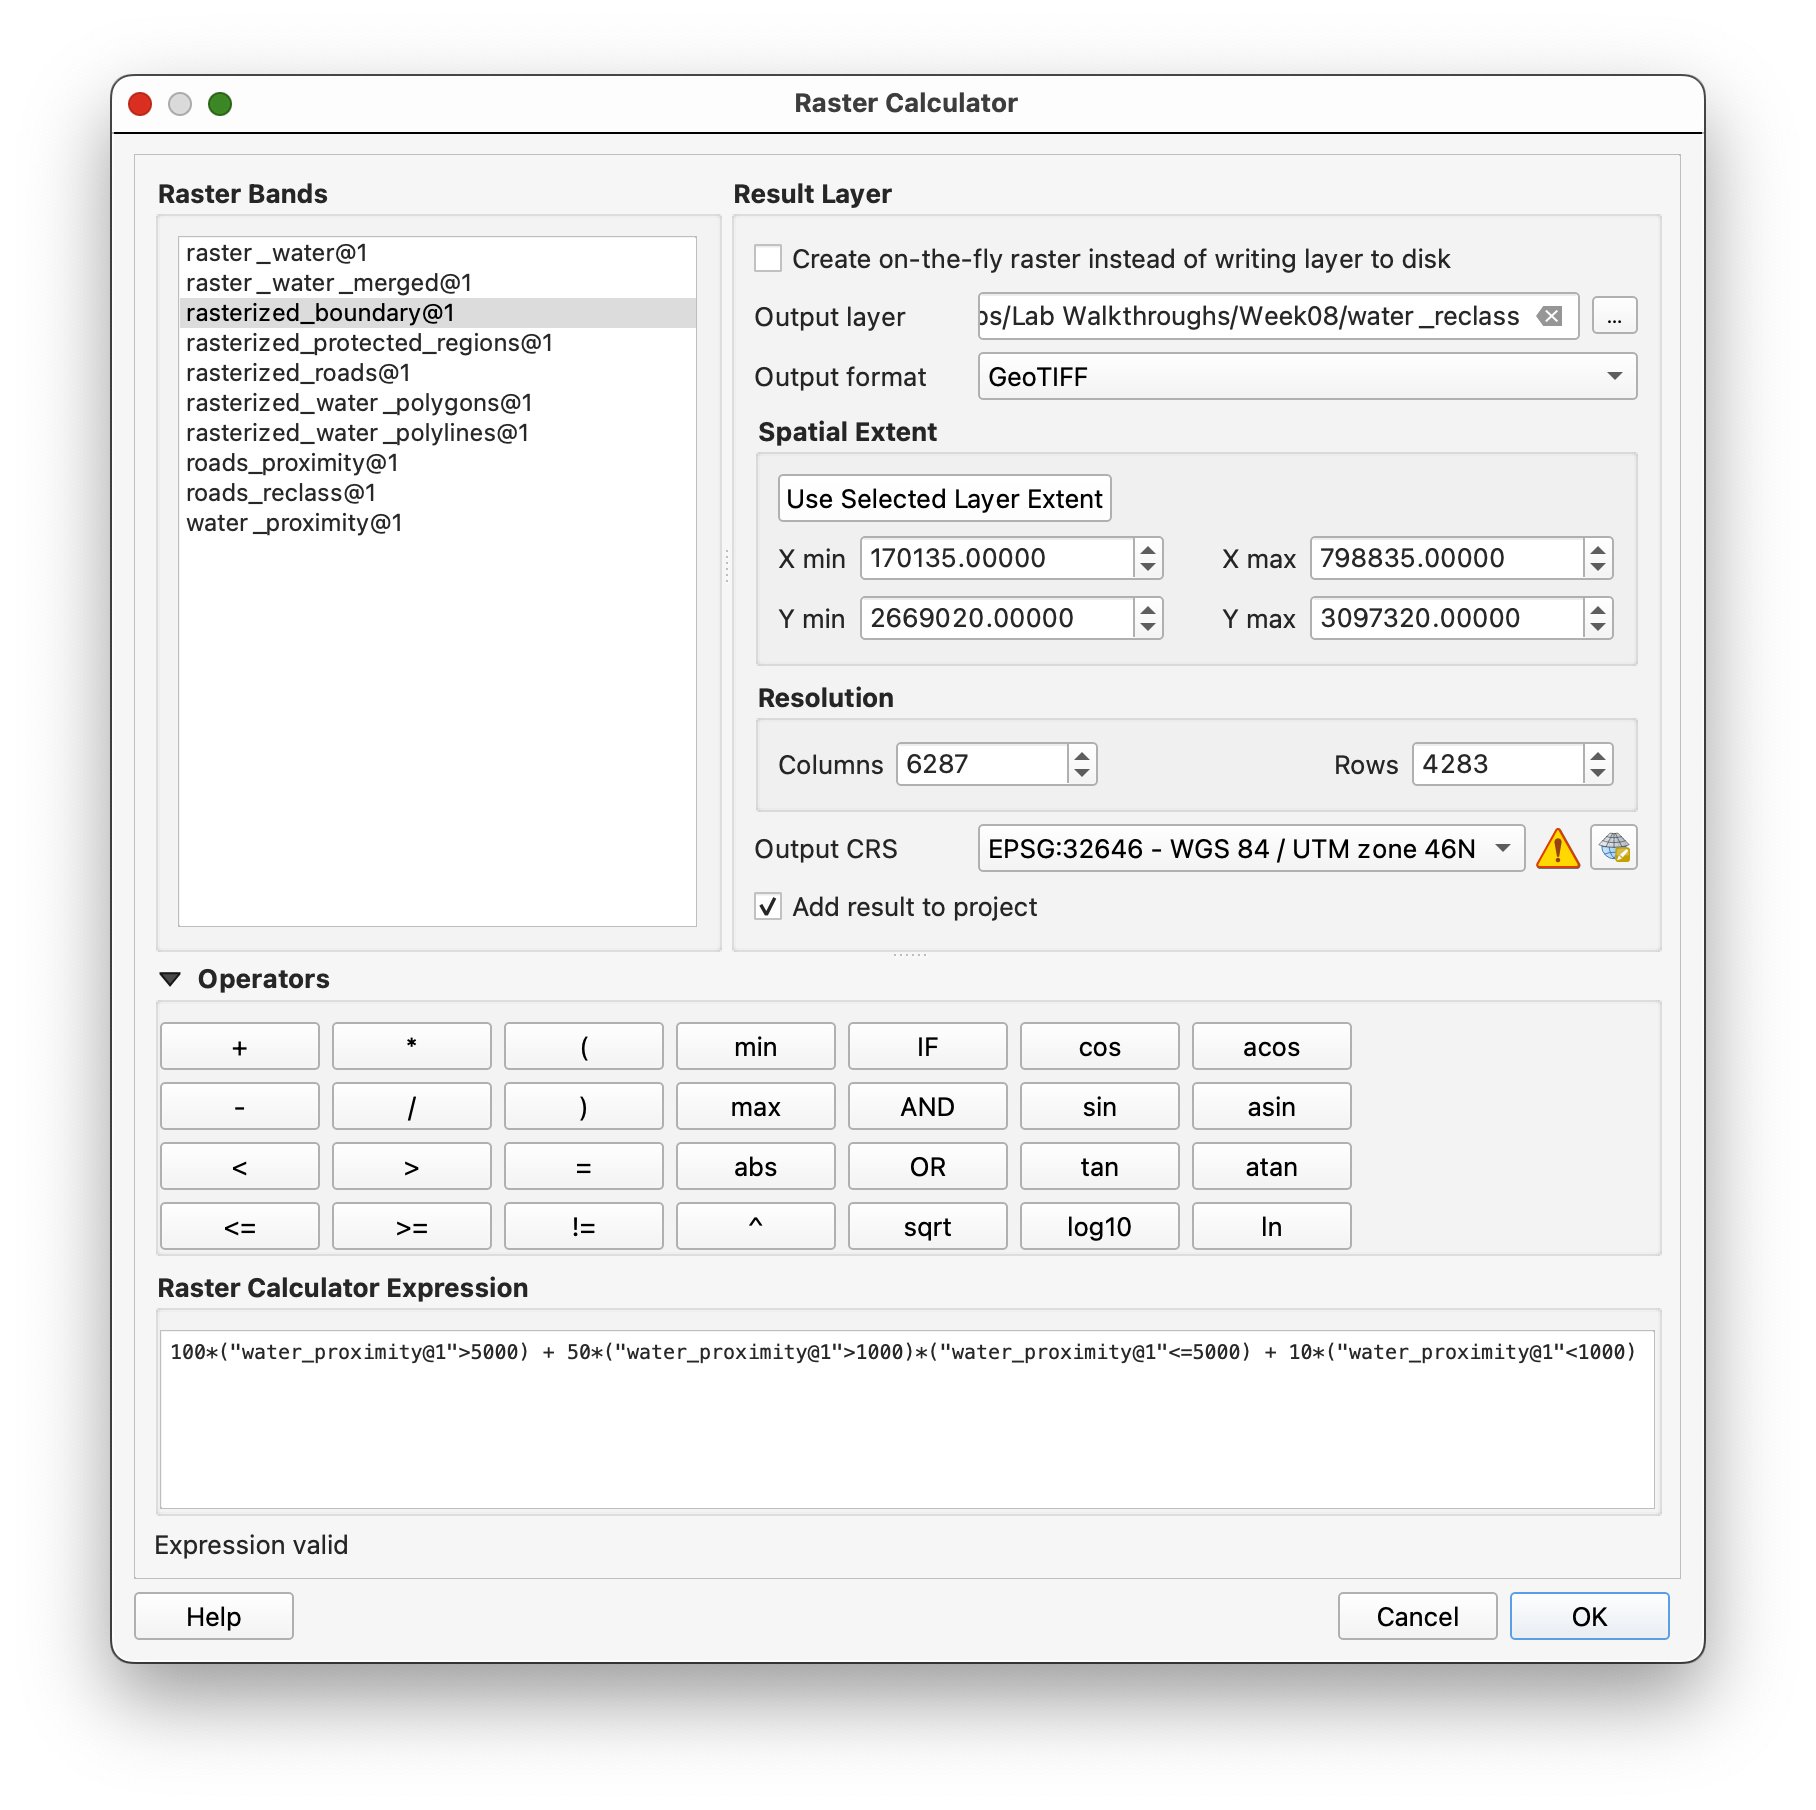 Raster Calculator
Raster Bands
raster_water@1
raster_water_merged@1
rasterized_boundary@1
rasterized_protected_regions@1
rasterized_roads@1
rasterized_water_polygons@1
rasterized_water_polylines@1
roads_proximity@1
roads_reclass@1
water_proximity@1
Result Layer
Create on-the-fly raster instead of writing layer to disk
Output layer /Lab Walkthroughs/Week08/water_reclass ...
Output format GeoTIFF
Spatial Extent
Use Selected Layer Extent
X min 170135.00000 X max 798835.00000
Y min 2669020.00000 Y max 3097320.00000
Resolution
Columns 6287 Rows 4283
Output CRS EPSG:32646 - WGS 84 / UTM zone 46N
Add result to project
Operators
+ * ( min IF cos acos
- / ) max AND sin asin
< > = abs OR tan atan
<= >= != ^ sqrt log10 ln
Raster Calculator Expression
100*("water_proximity@1">5000) + 50*("water_proximity@1">1000)*("water_proximity@1"<=5000) + 10*("water_proximity@1"<1000)
Expression valid
Help Cancel OK